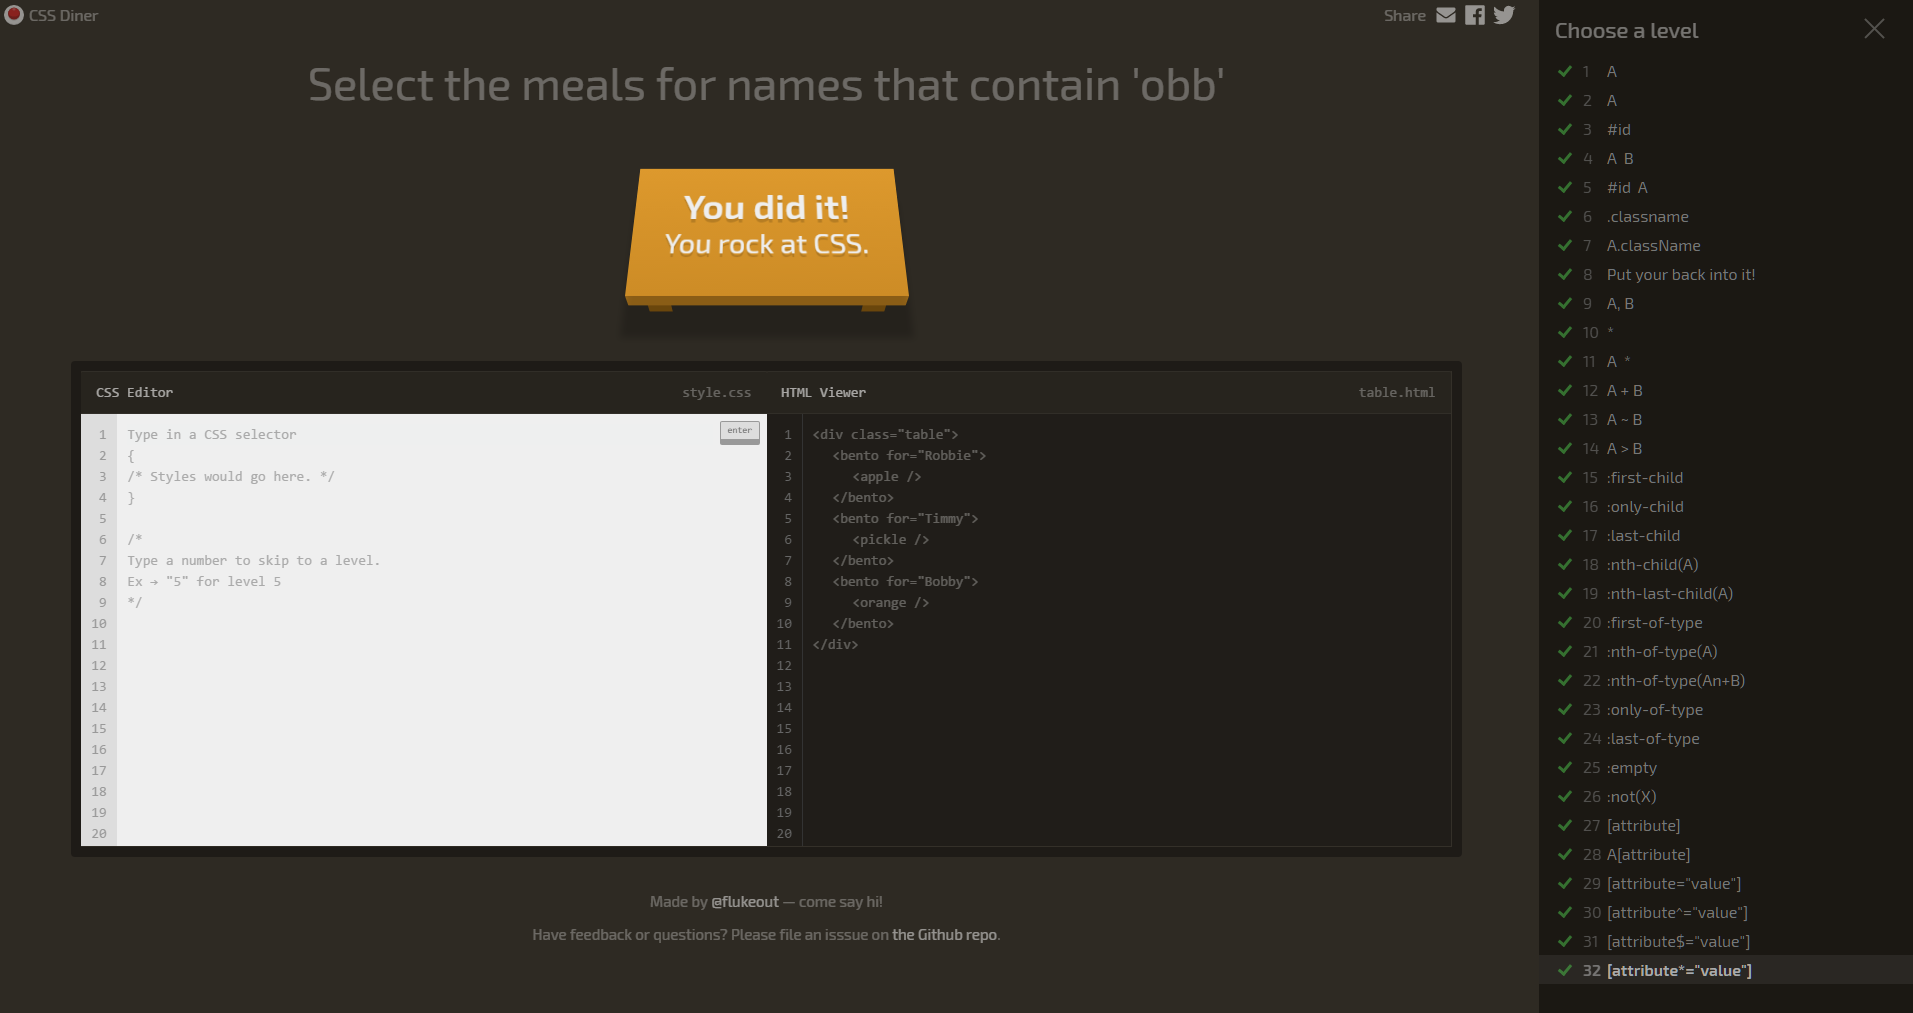 CSS Diner
Share
Select the meals for names that contain 'obb'
You did it!
You rock at CSS.
CSS Editor
style.css
1 Type in a CSS selector
enter
2 {
3 /* Styles would go here. */
4 }
5
6 /*
7 Type a number to skip to a level.
8 Ex → "5" for level 5
9 */
10
11
12
13
14
15
16
17
18
19
20
HTML Viewer
table.html
1 <div class="table">
2 <bento for="Robbie">
3 <apple />
4 </bento>
5 <bento for="Timmy">
6 <pickle />
7 </bento>
8 <bento for="Bobby">
9 <orange />
10 </bento>
11 </div>
12
13
14
15
16
17
18
19
20
Made by @flukeout — come say hi!
Have feedback or questions? Please file an isssue on the Github repo.
Choose a level
1 A
2 A
3 #id
4 A B
5 #id A
6 .classname
7 A.className
8 Put your back into it!
9 A, B
10 *
11 A *
12 A + B
13 A ~ B
14 A > B
15 :first-child
16 :only-child
17 :last-child
18 :nth-child(A)
19 :nth-last-child(A)
20 :first-of-type
21 :nth-of-type(A)
22 :nth-of-type(An+B)
23 :only-of-type
24 :last-of-type
25 :empty
26 :not(X)
27 [attribute]
28 A[attribute]
29 [attribute="value"]
30 [attribute^="value"]
31 [attribute$="value"]
32 [attribute*="value"]